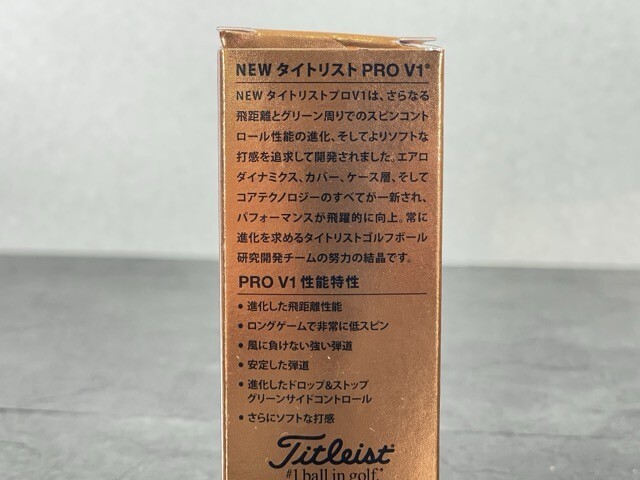 NEW タイトリスト PRO V1®
NEW タイトリストプロV1は、さらなる
飛距離とグリーン周りでのスピンコント
ロール性能の進化、そしてよりソフトな
打感を追求して開発されました。エアロ
ダイナミクス、カバー、ケース層、そして
コアテクノロジーのすべてが一新され、
パフォーマンスが飛躍的に向上。常に
進化を求めるタイトリストゴルフボール
研究開発チームの努力の結晶です。
PRO V1 性能特性
• 進化した飛距離性能
• ロングゲームで非常に低スピン
• 風に負けない強い弾道
• 安定した弾道
• 進化したドロップ&ストップ
グリーンサイドコントロール
• さらにソフトな打感
Titleist
#1 ball in golf.®